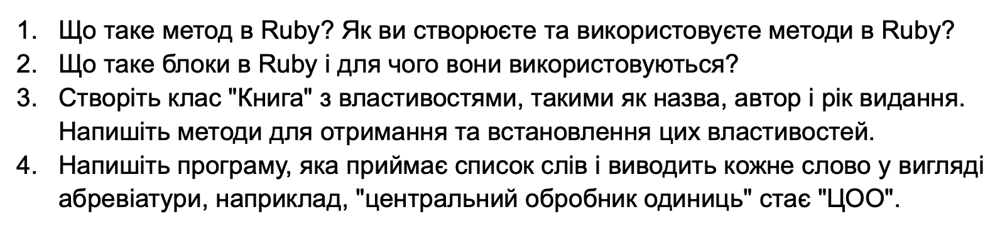 1. Що таке метод в Ruby? Як ви створюєте та використовуєте методи в Ruby?
2. Що таке блоки в Ruby і для чого вони використовуються?
3. Створіть клас "Книга" з властивостями, такими як назва, автор і рік видання.
Напишіть методи для отримання та встановлення цих властивостей.
4. Напишіть програму, яка приймає список слів і виводить кожне слово у вигляді
абревіатури, наприклад, "центральний обробник одиниць" стає "ЦОО".